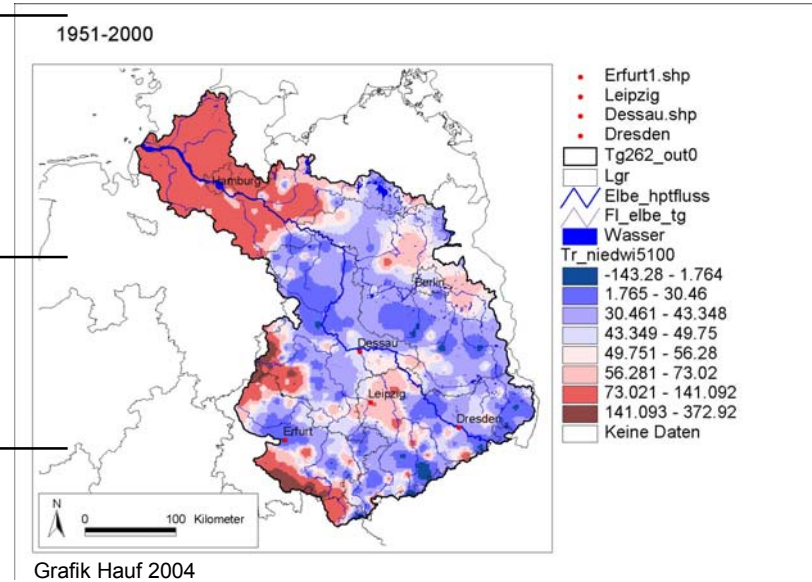 1951-2000
Hamburg
Berlin
Dessau
Leipzig
Dresden
Erfurt
N
0 100 Kilometer
Erfurt1.shp
Leipzig
Dessau.shp
Dresden
Tg262_out0
Lgr
Elbe_hptfluss
Fl_elbe_tg
Wasser
Tr_niedwi5100
-143.28 - 1.764
1.765 - 30.46
30.461 - 43.348
43.349 - 49.75
49.751 - 56.28
56.281 - 73.02
73.021 - 141.092
141.093 - 372.92
Keine Daten
Grafik Hauf 2004